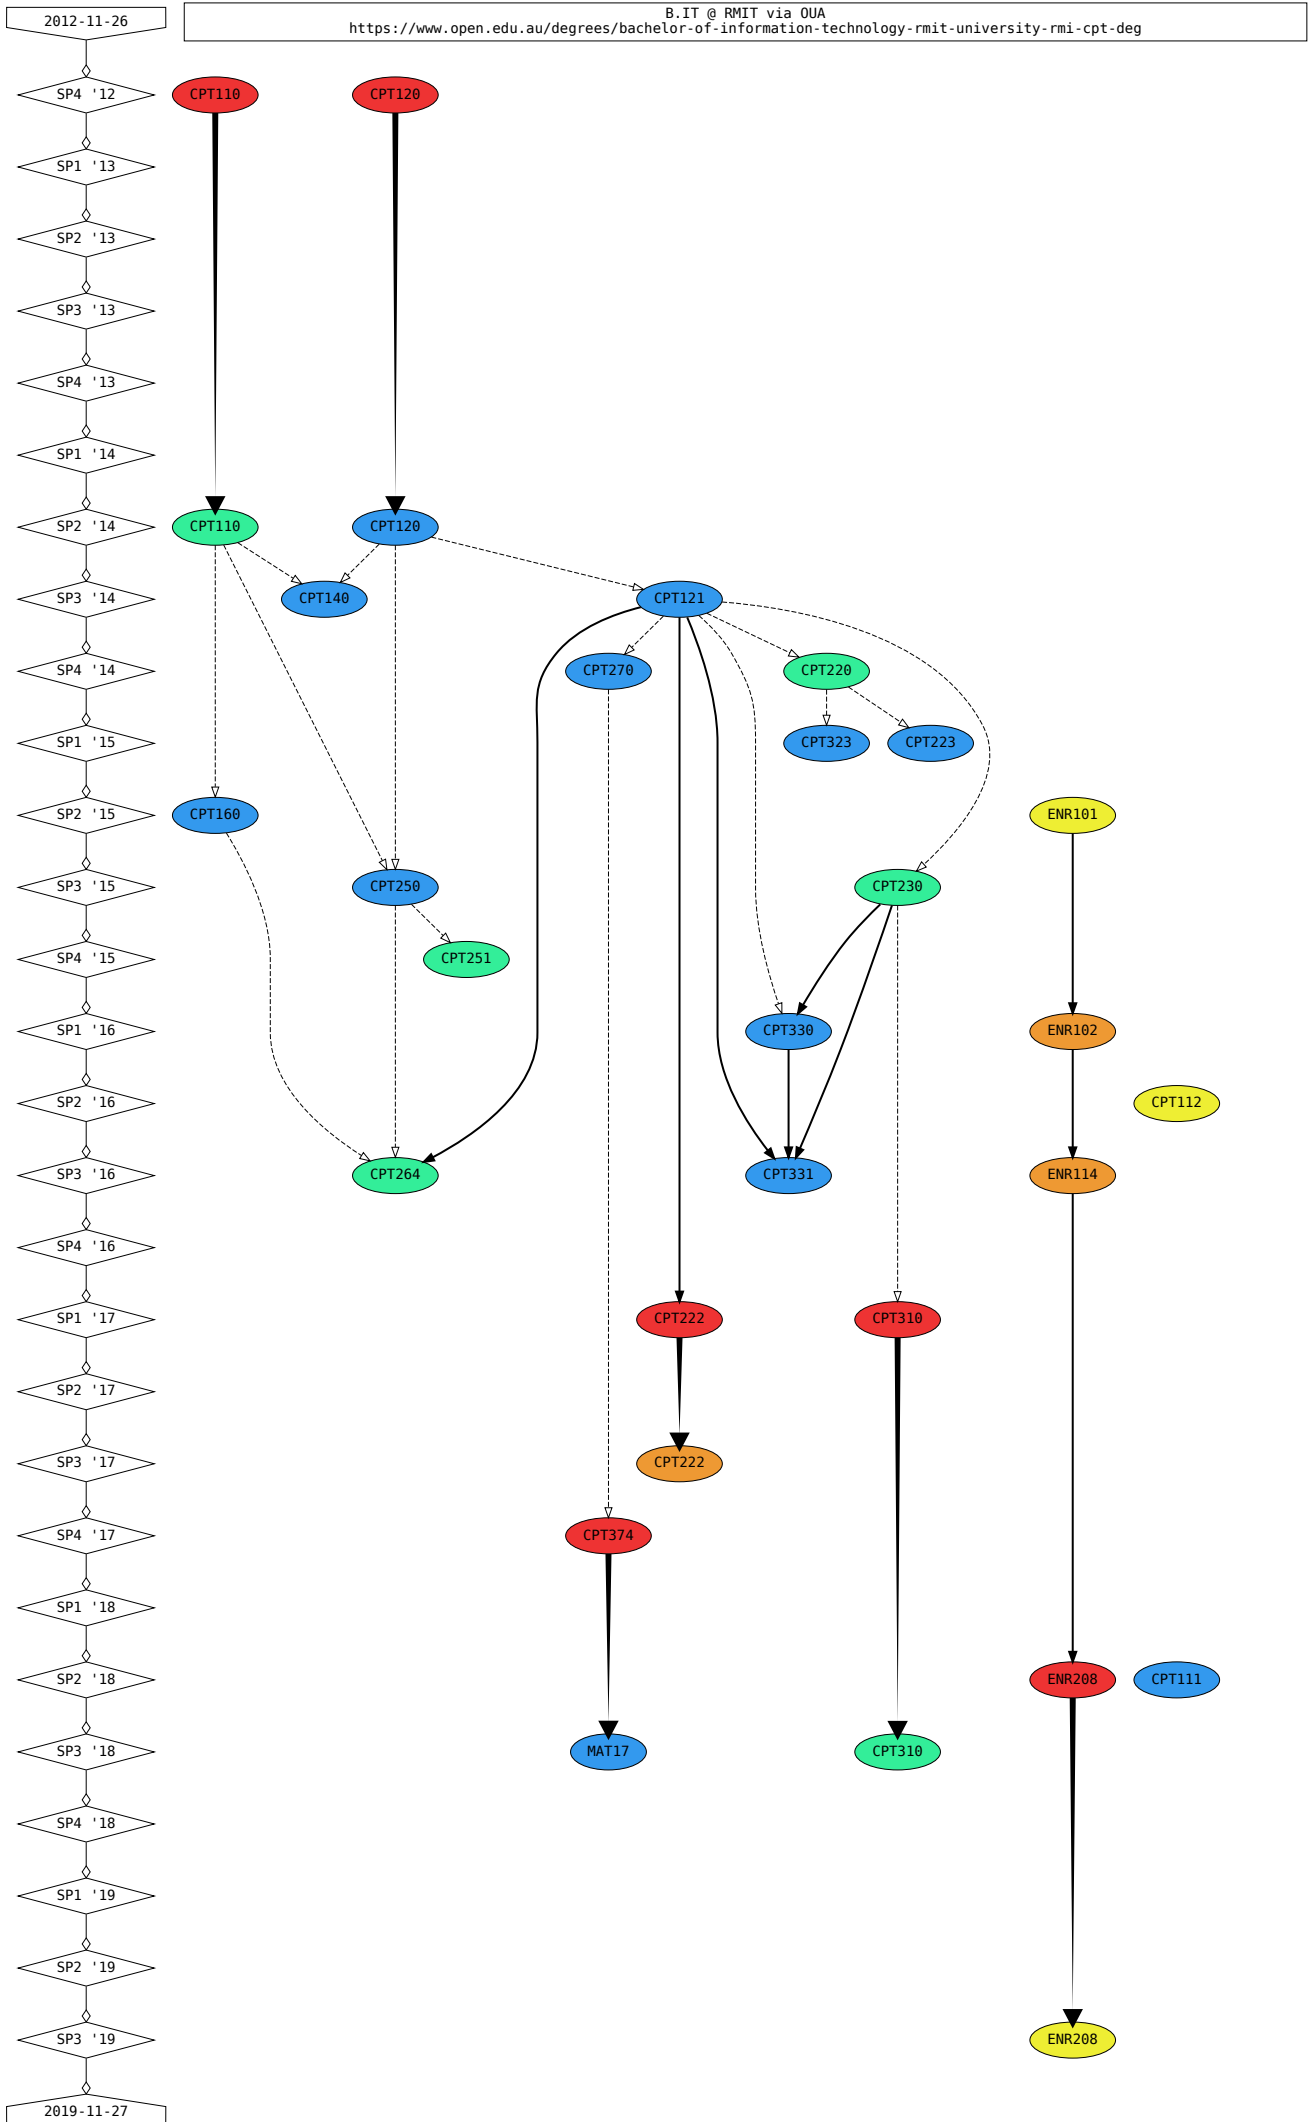 2012-11-26
B.IT @ RMIT via OUA
https://www.open.edu.au/degrees/bachelor-of-information-technology-rmit-university-rmi-cpt-deg
SP4 '12
CPT110
CPT120
SP1 '13
SP2 '13
SP3 '13
SP4 '13
SP1 '14
SP2 '14
CPT110
CPT120
SP3 '14
CPT140
CPT121
SP4 '14
CPT270
CPT220
SP1 '15
CPT323
CPT223
SP2 '15
CPT160
ENR101
SP3 '15
CPT250
CPT230
SP4 '15
CPT251
SP1 '16
CPT330
ENR102
SP2 '16
CPT112
SP3 '16
CPT264
CPT331
ENR114
SP4 '16
SP1 '17
CPT222
CPT310
SP2 '17
SP3 '17
CPT222
SP4 '17
CPT374
SP1 '18
SP2 '18
ENR208
CPT111
SP3 '18
MAT17
CPT310
SP4 '18
SP1 '19
SP2 '19
SP3 '19
ENR208
2019-11-27